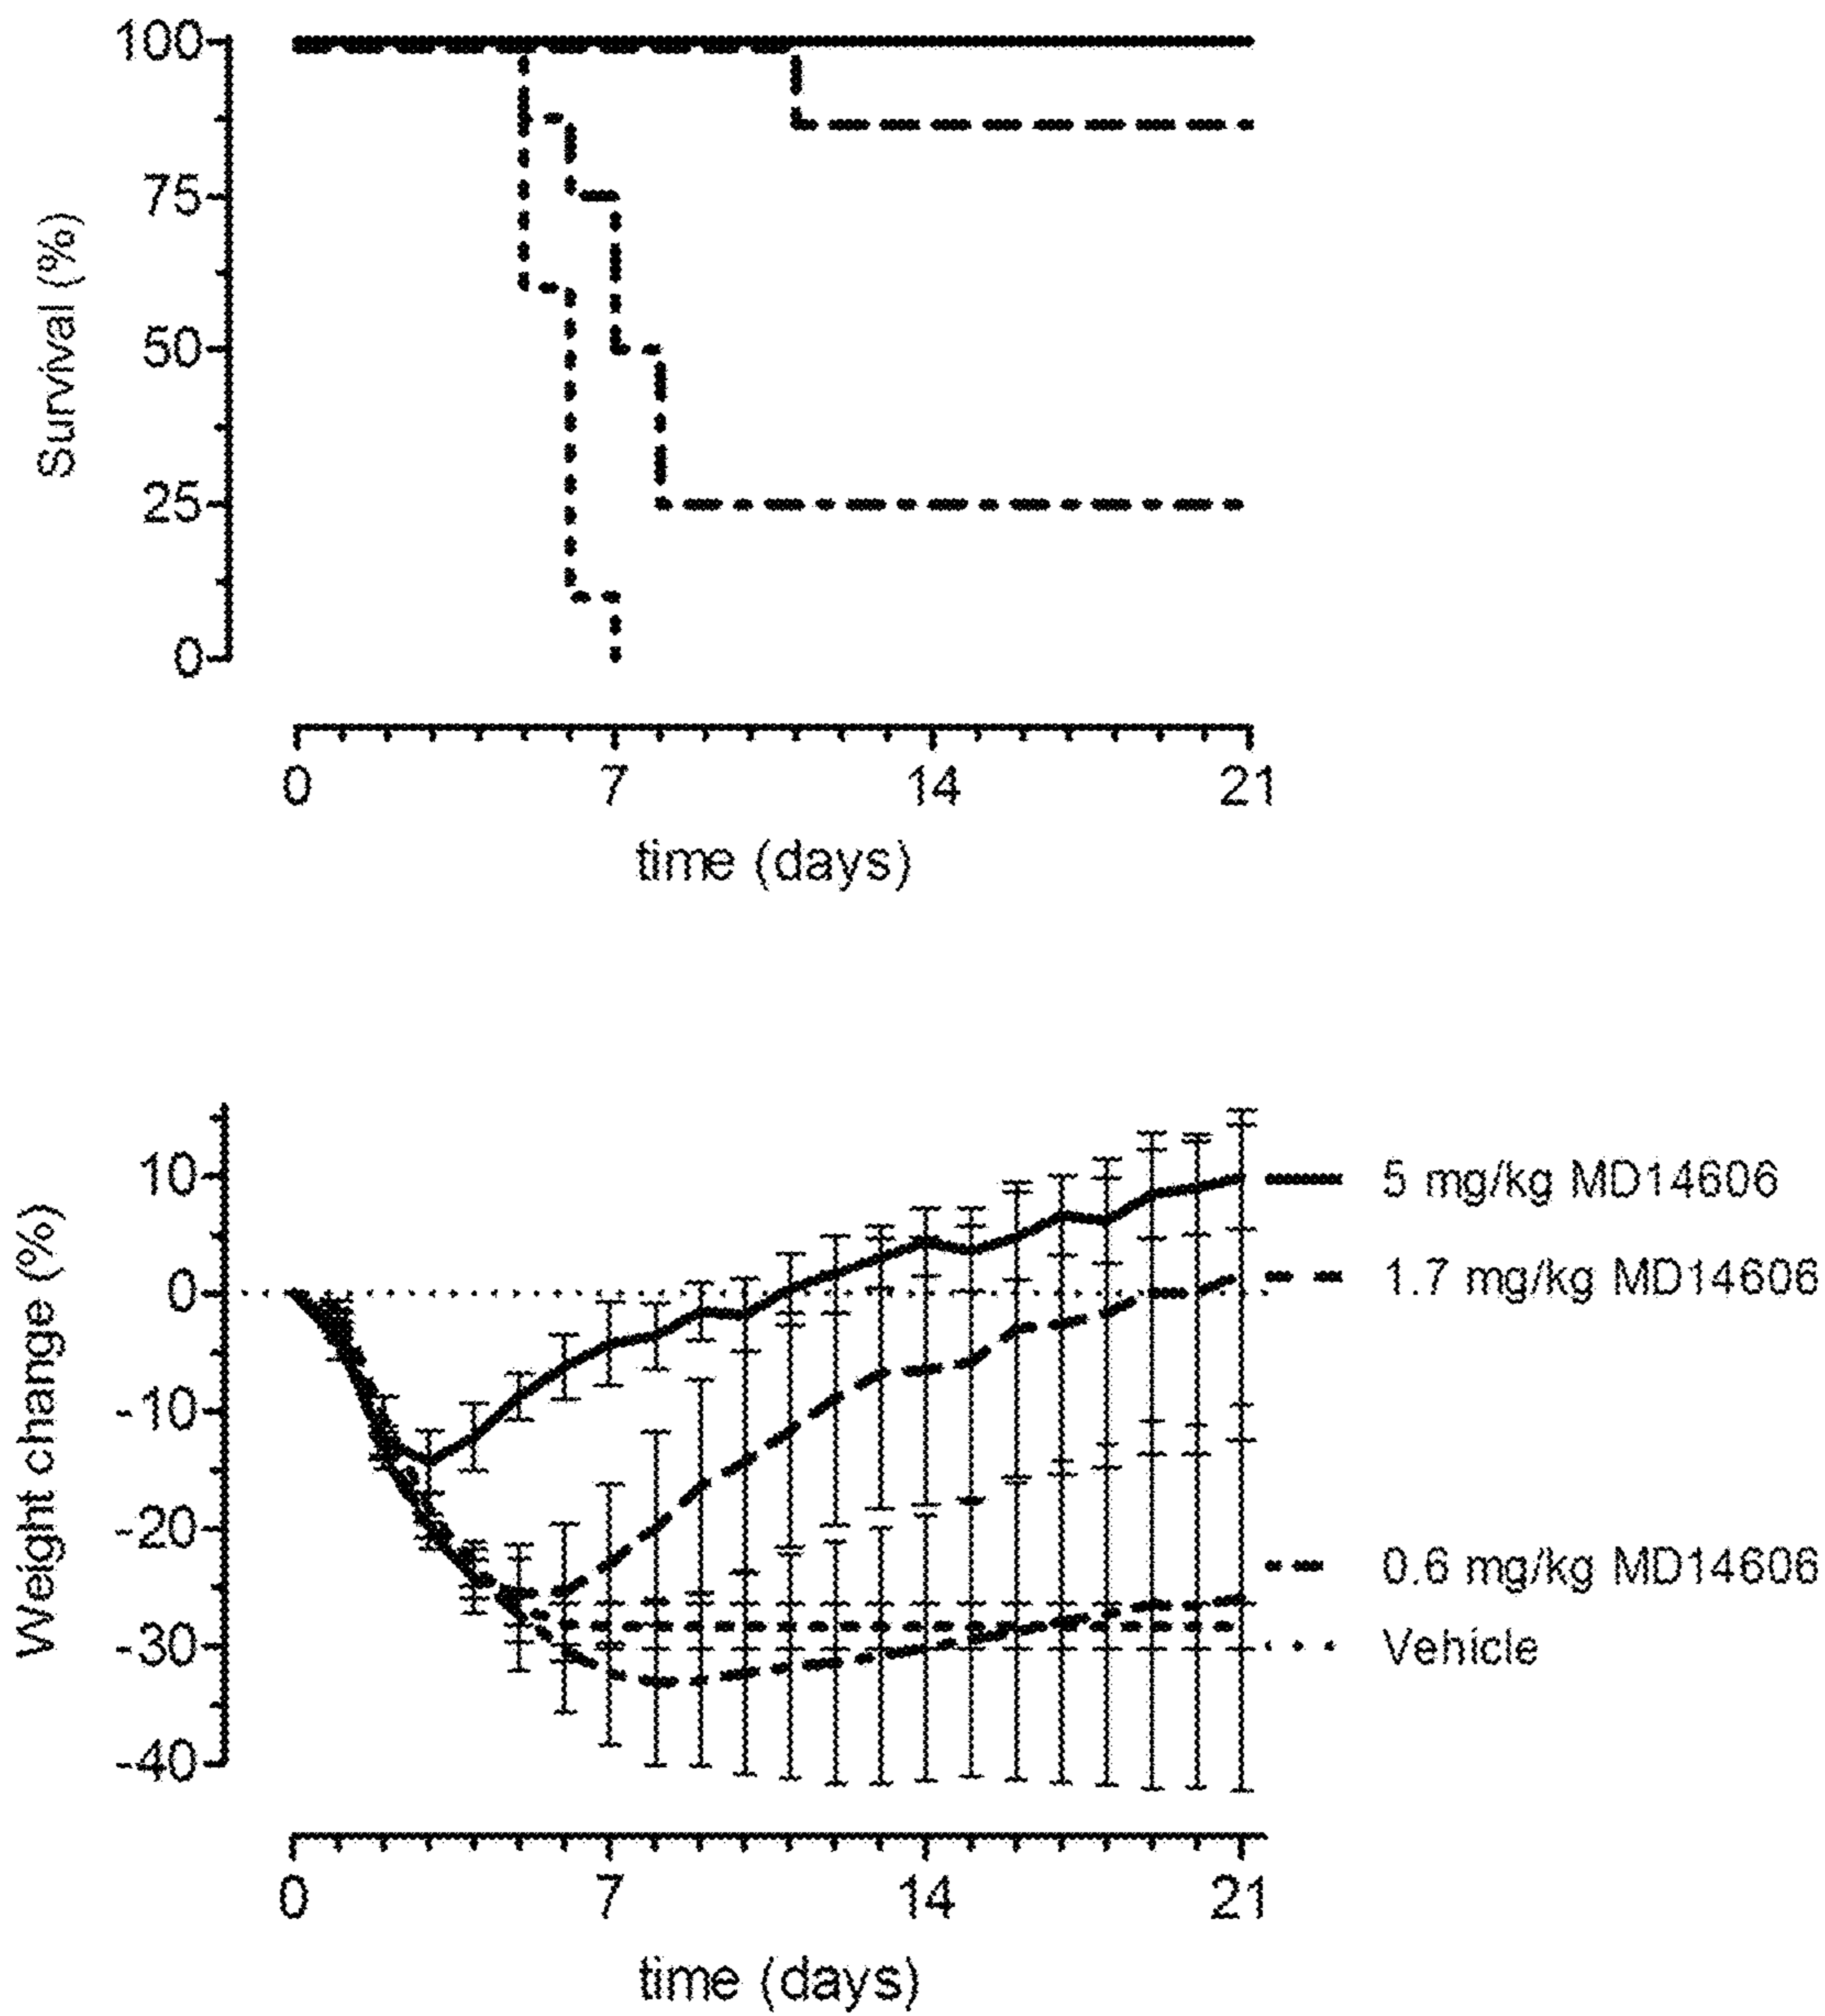 100
75
50
25
0
Survival (%)
0 7 14 21
time (days)
10
0
-10
-20
-30
-40
Weight change (%)
5 mg/kg MD14606
1.7 mg/kg MD14606
0.6 mg/kg MD14606
Vehicle
0 7 14 21
time (days)